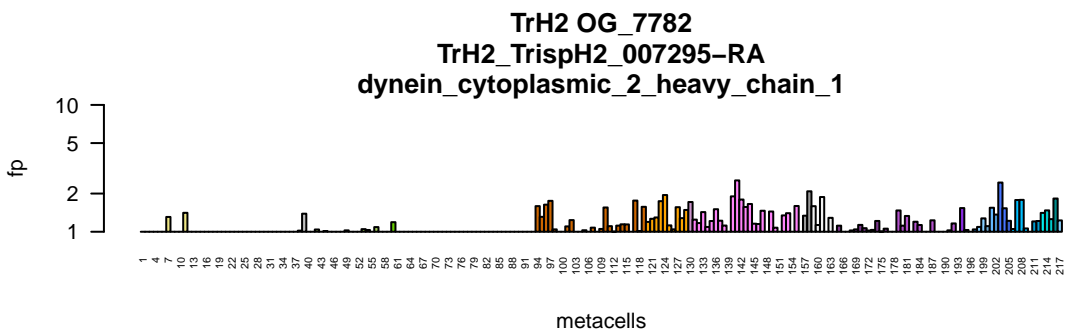 TrH2 OG_7782
TrH2_TrispH2_007295−RA
dynein_cytoplasmic_2_heavy_chain_1
10
5
2
1
fp
1 4 7 10 13 16 19 22 25 28 31 34 37 40 43 46 49 52 55 58 61 64 67 70 73 76 79 82 85 88 91 94 97 100 103 106 109 112 115 118 121 124 127 130 133 136 139 142 145 148 151 154 157 160 163 166 169 172 175 178 181 184 187 190 193 196 199 202 205 208 211 214 217
metacells